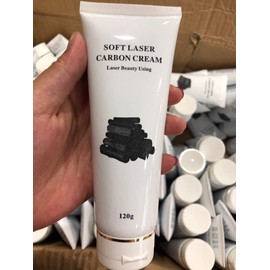 SOFT LASER
CARBON CREAM
Laser Beauty Using
120g